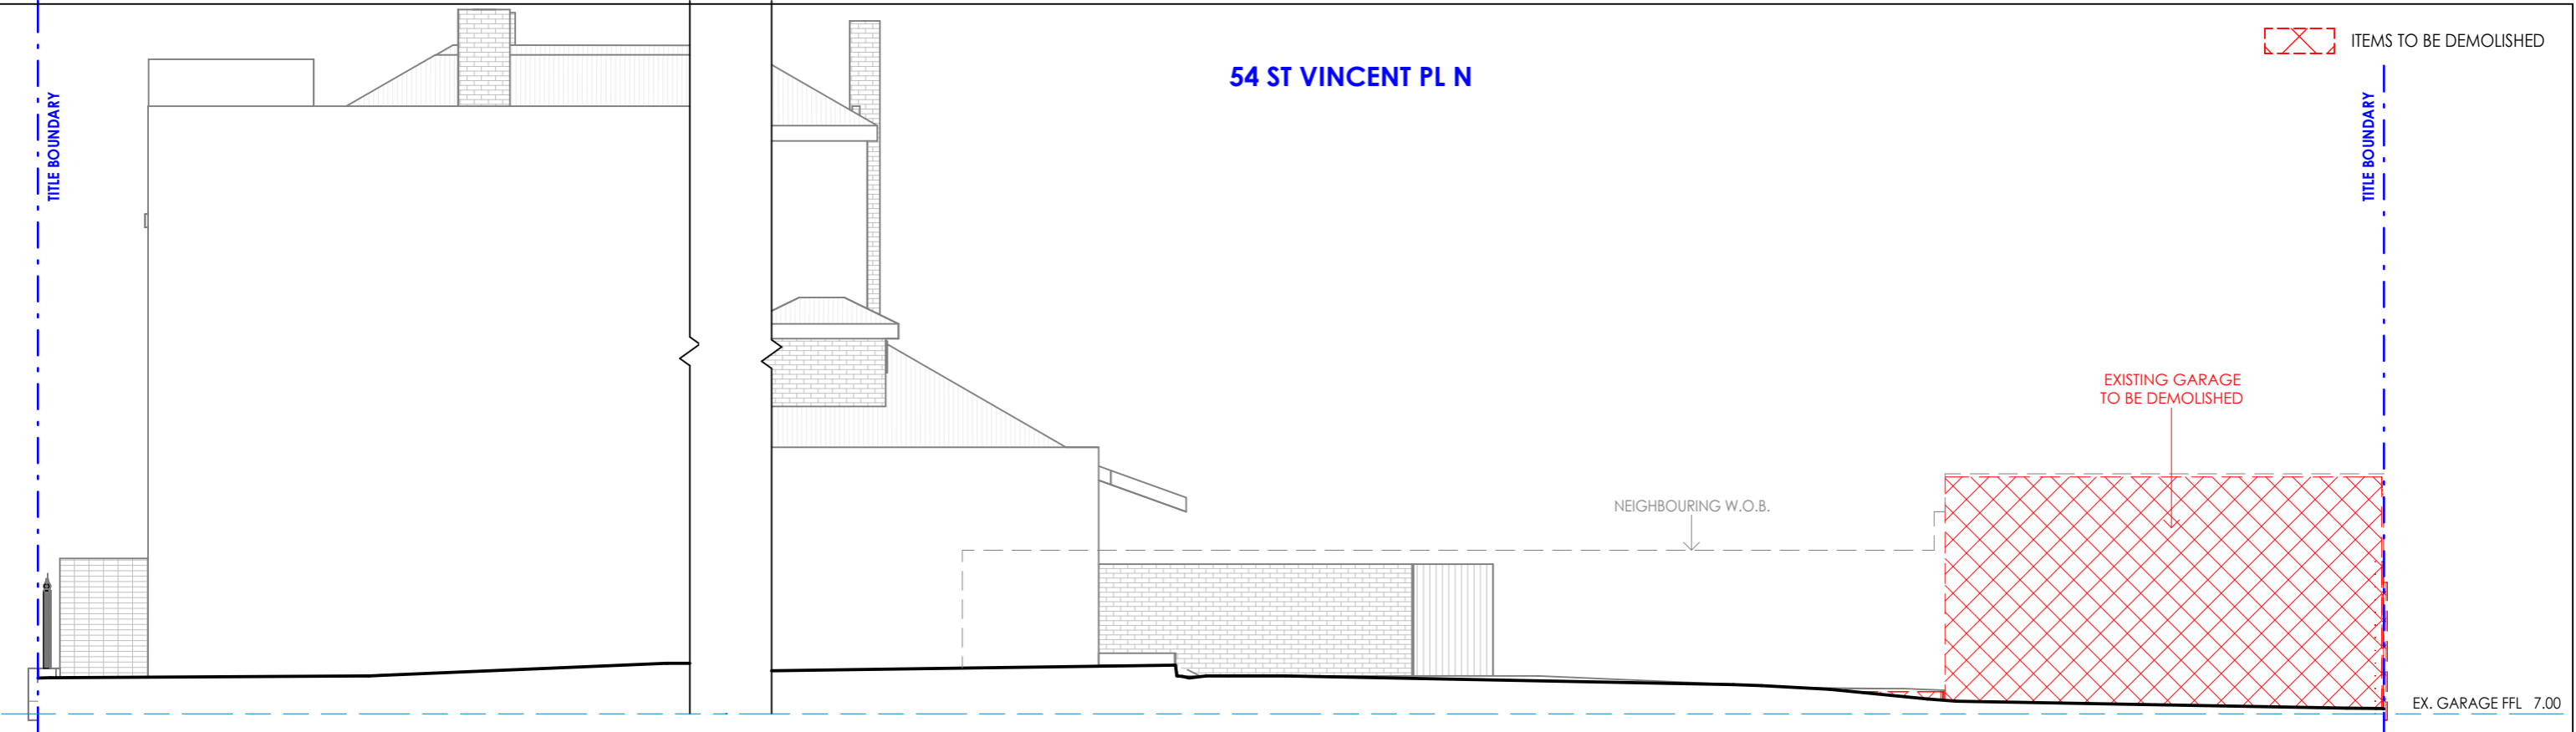 ITEMS TO BE DEMOLISHED
54 ST VINCENT PL N
TITLE BOUNDARY
TITLE BOUNDARY
EXISTING GARAGE
TO BE DEMOLISHED
NEIGHBOURING W.O.B.
EX. GARAGE FFL 7.00